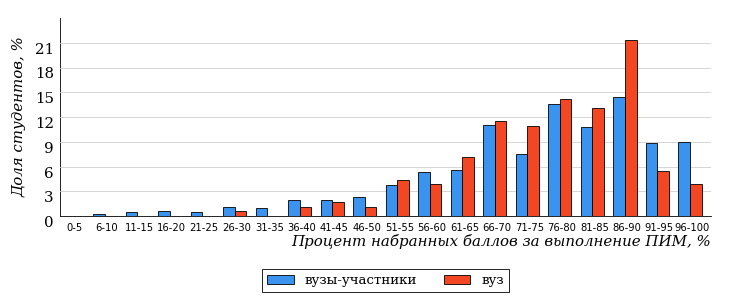 Доля студентов, %
21
18
15
12
9
6
3
0
0-5 6-10 11-15 16-20 21-25 26-30 31-35 36-40 41-45 46-50 51-55 56-60 61-65 66-70 71-75 76-80 81-85 86-90 91-95 96-100
Процент набранных баллов за выполнение ПИМ, %
вузы-участники вуз